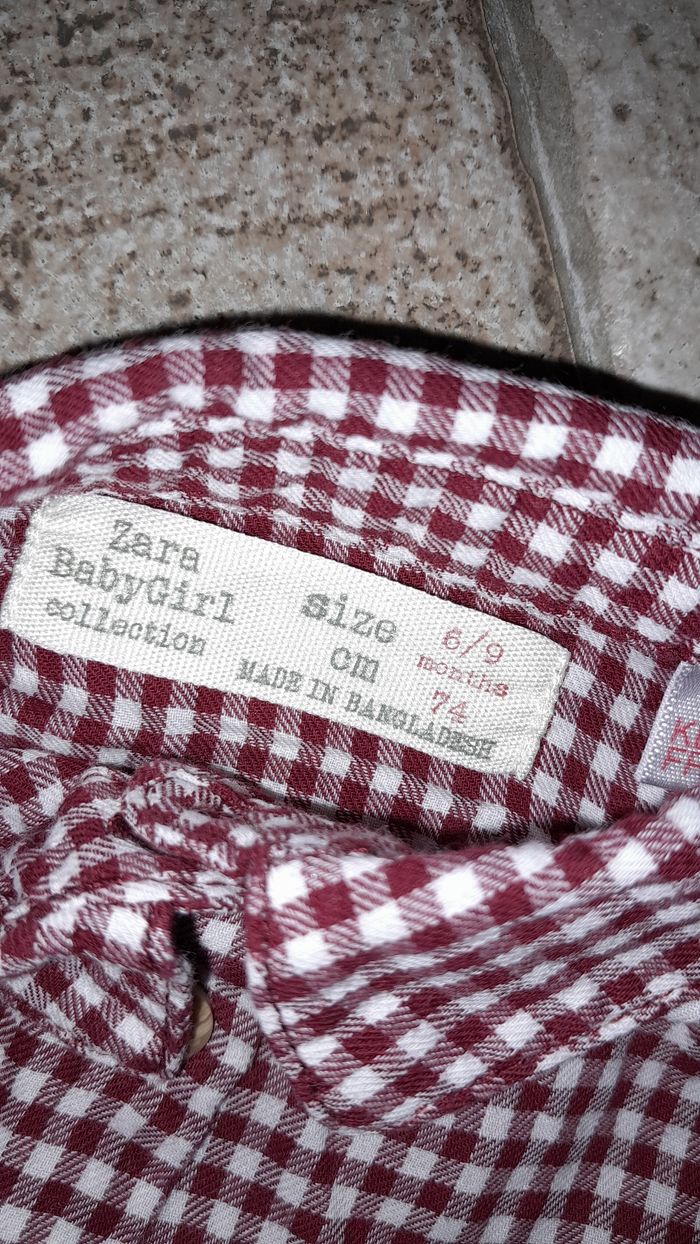 Zara
BabyGirl
collection
size
cm
6/9
months
74
MADE IN BANGLADESH